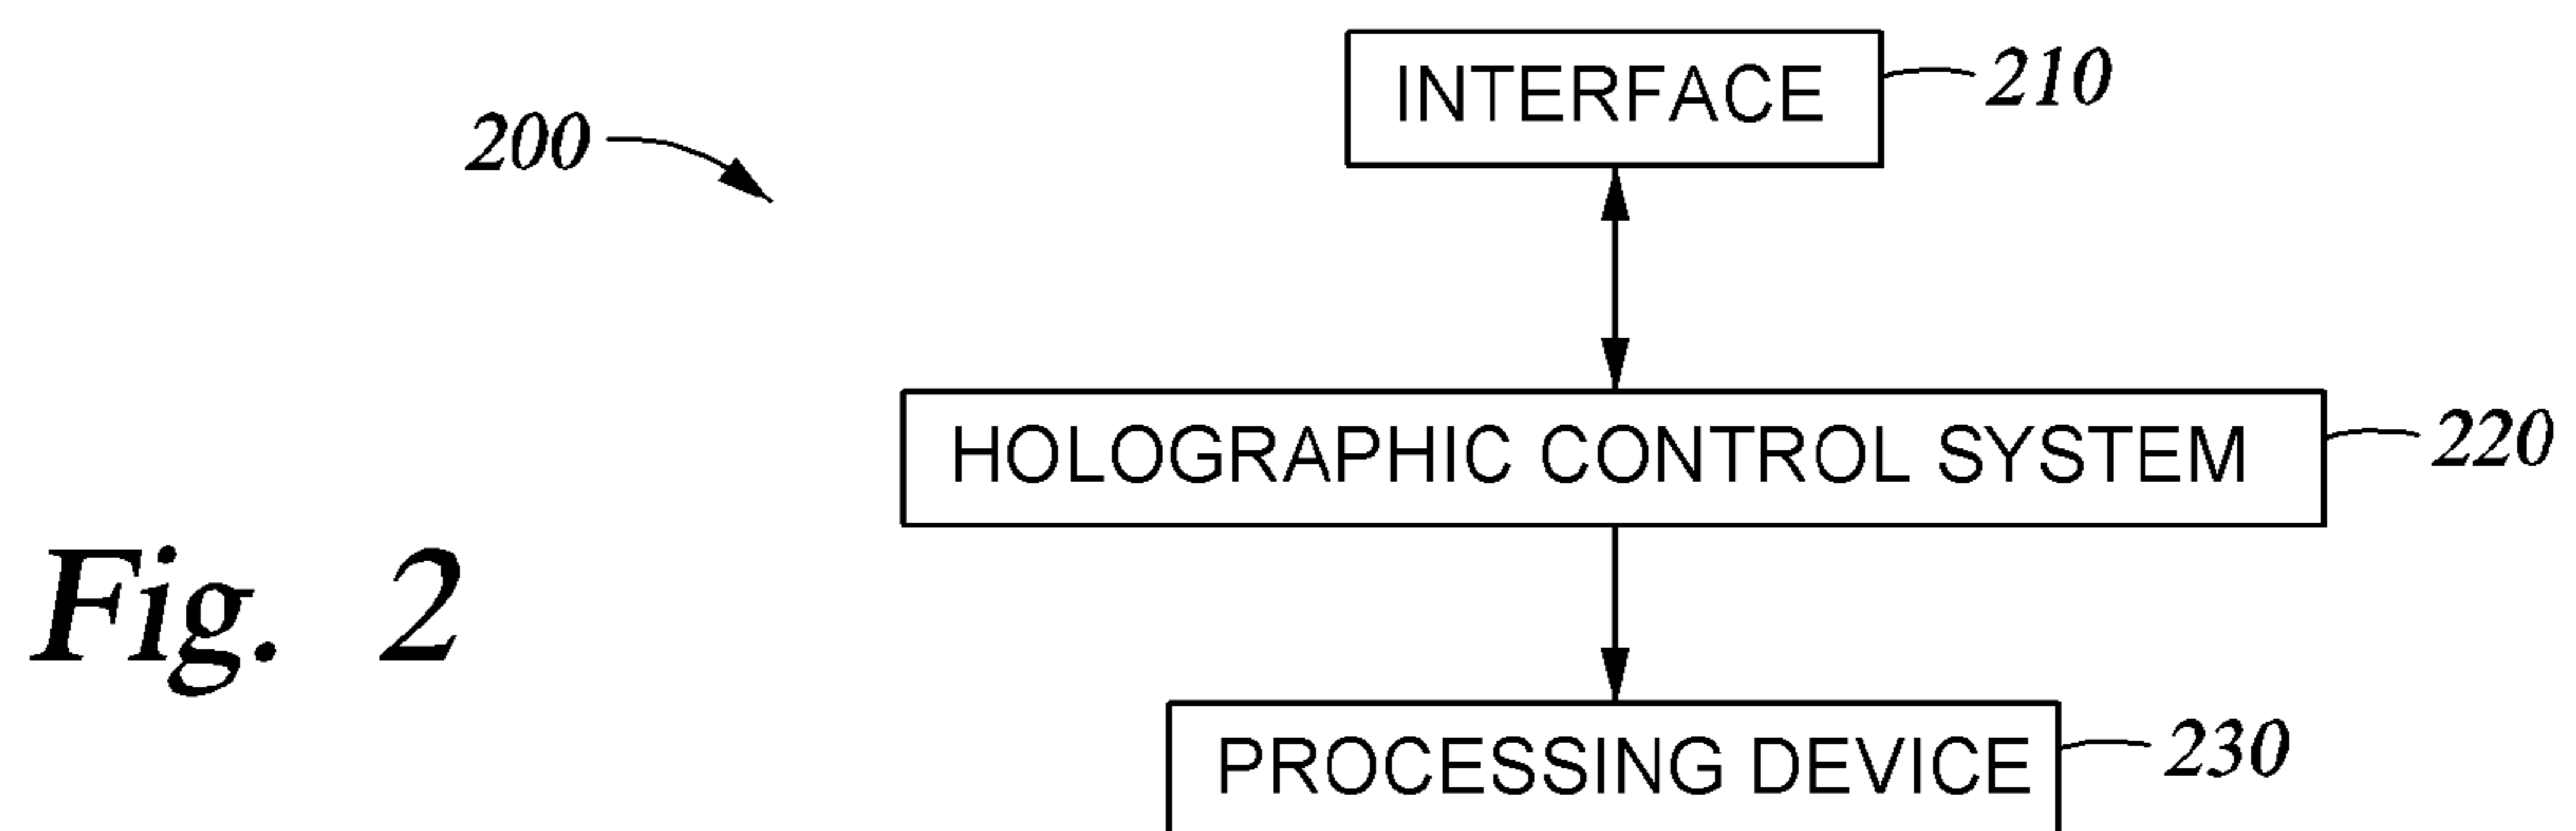 INTERFACE 210
200
HOLOGRAPHIC CONTROL SYSTEM 220
Fig. 2
PROCESSING DEVICE 230